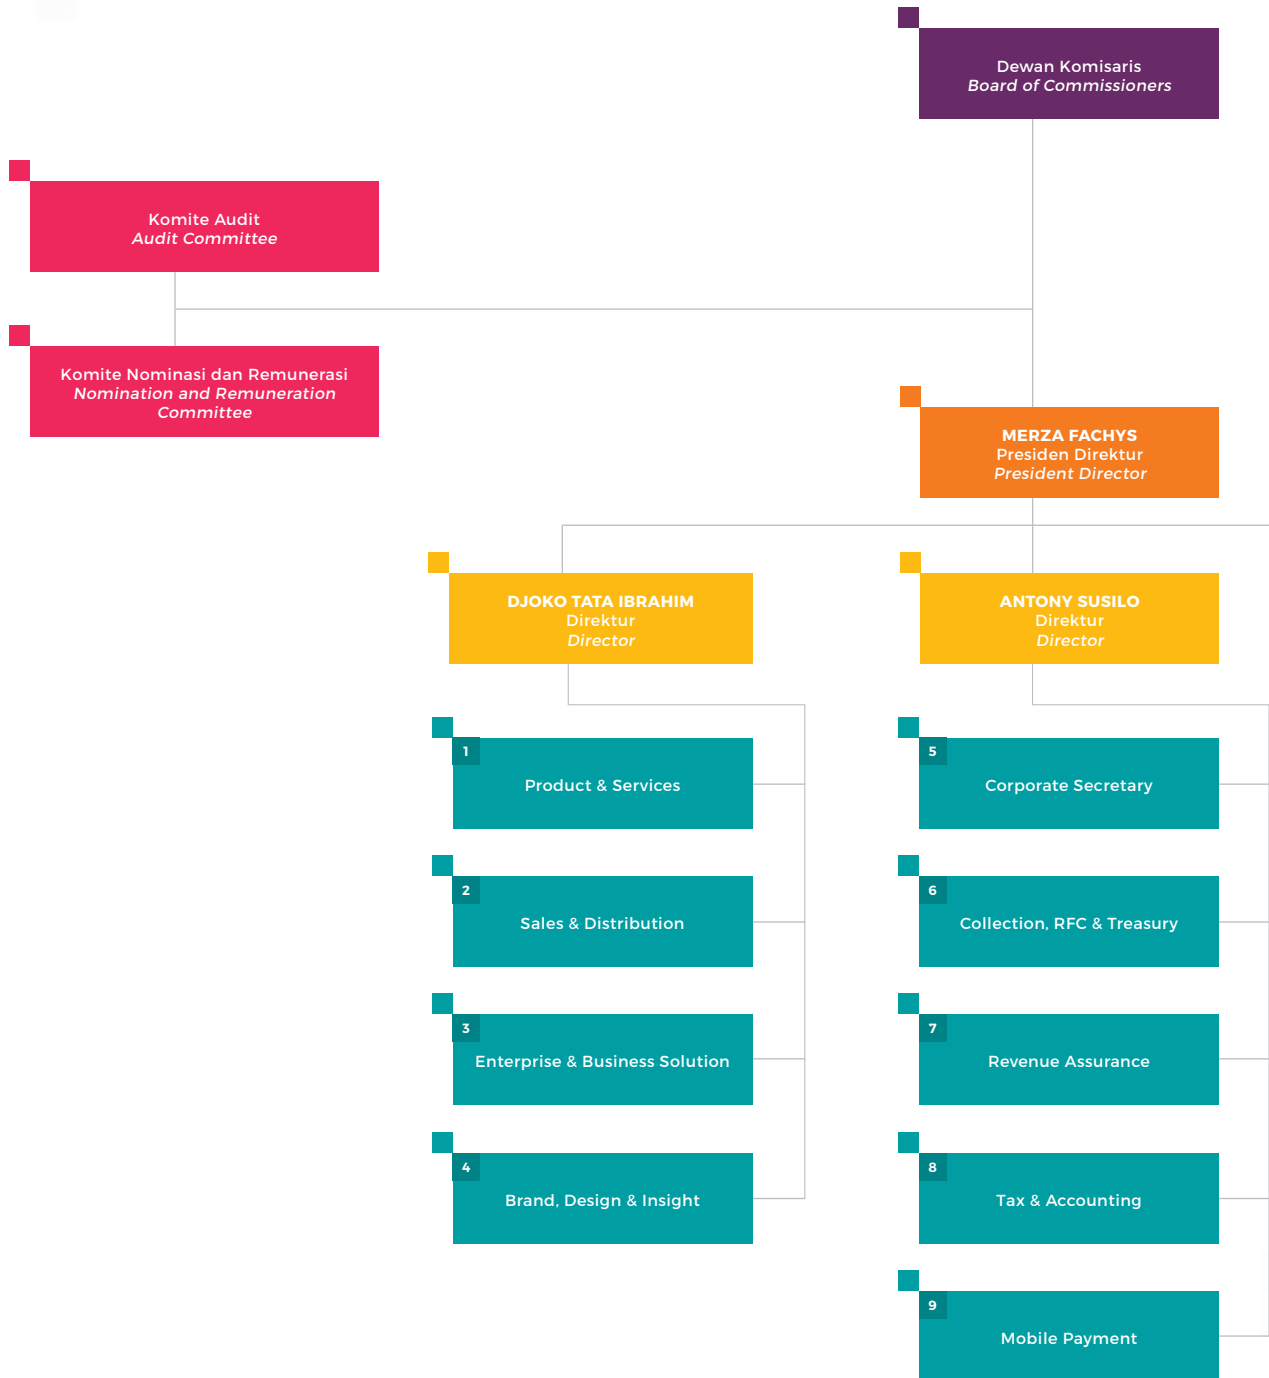 Dewan Komisaris
Board of Commissioners
Komite Audit
Audit Committee
Komite Nominasi dan Remunerasi
Nomination and Remuneration
Committee
MERZA FACHYS
Presiden Direktur
President Director
DJOKO TATA IBRAHIM
Direktur
Director
ANTONY SUSILO
Direktur
Director
1
Product & Services
2
Sales & Distribution
3
Enterprise & Business Solution
4
Brand, Design & Insight
5
Corporate Secretary
6
Collection, RFC & Treasury
7
Revenue Assurance
8
Tax & Accounting
9
Mobile Payment